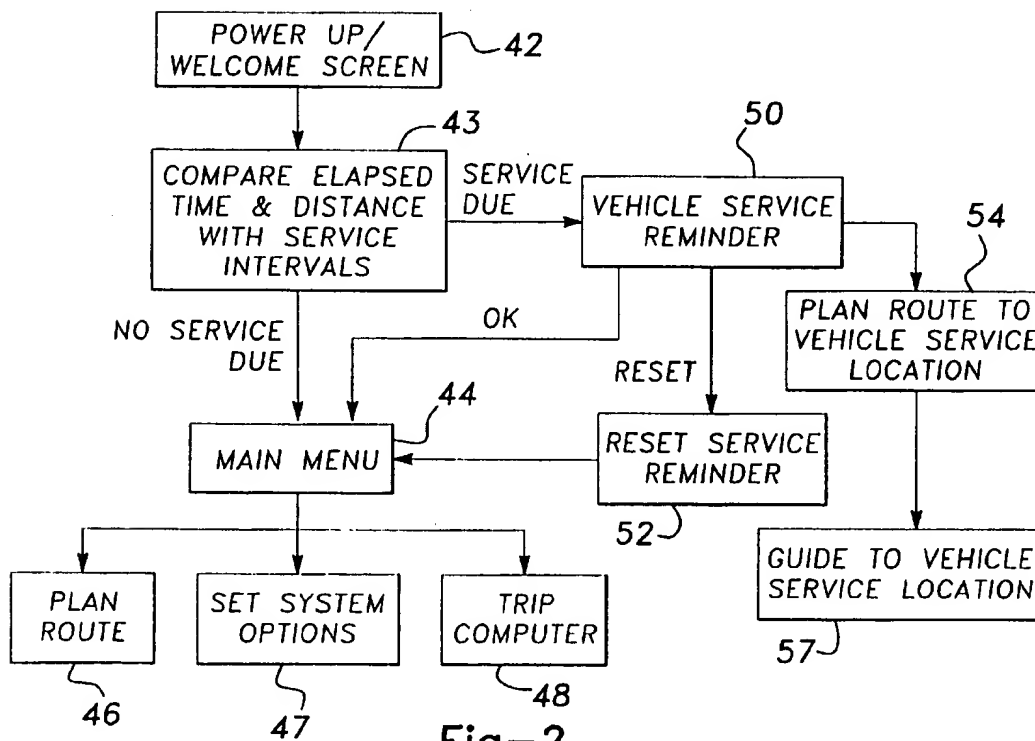 POWER UP/
WELCOME SCREEN
42
43
COMPARE ELAPSED
TIME & DISTANCE
WITH SERVICE
INTERVALS
SERVICE
DUE
50
VEHICLE SERVICE
REMINDER
54
PLAN ROUTE TO
VEHICLE SERVICE
LOCATION
NO SERVICE
DUE
OK
RESET
44
MAIN MENU
RESET SERVICE
REMINDER
52
GUIDE TO VEHICLE
SERVICE LOCATION
57
PLAN
ROUTE
46
SET SYSTEM
OPTIONS
47
TRIP
COMPUTER
48
Fig-2